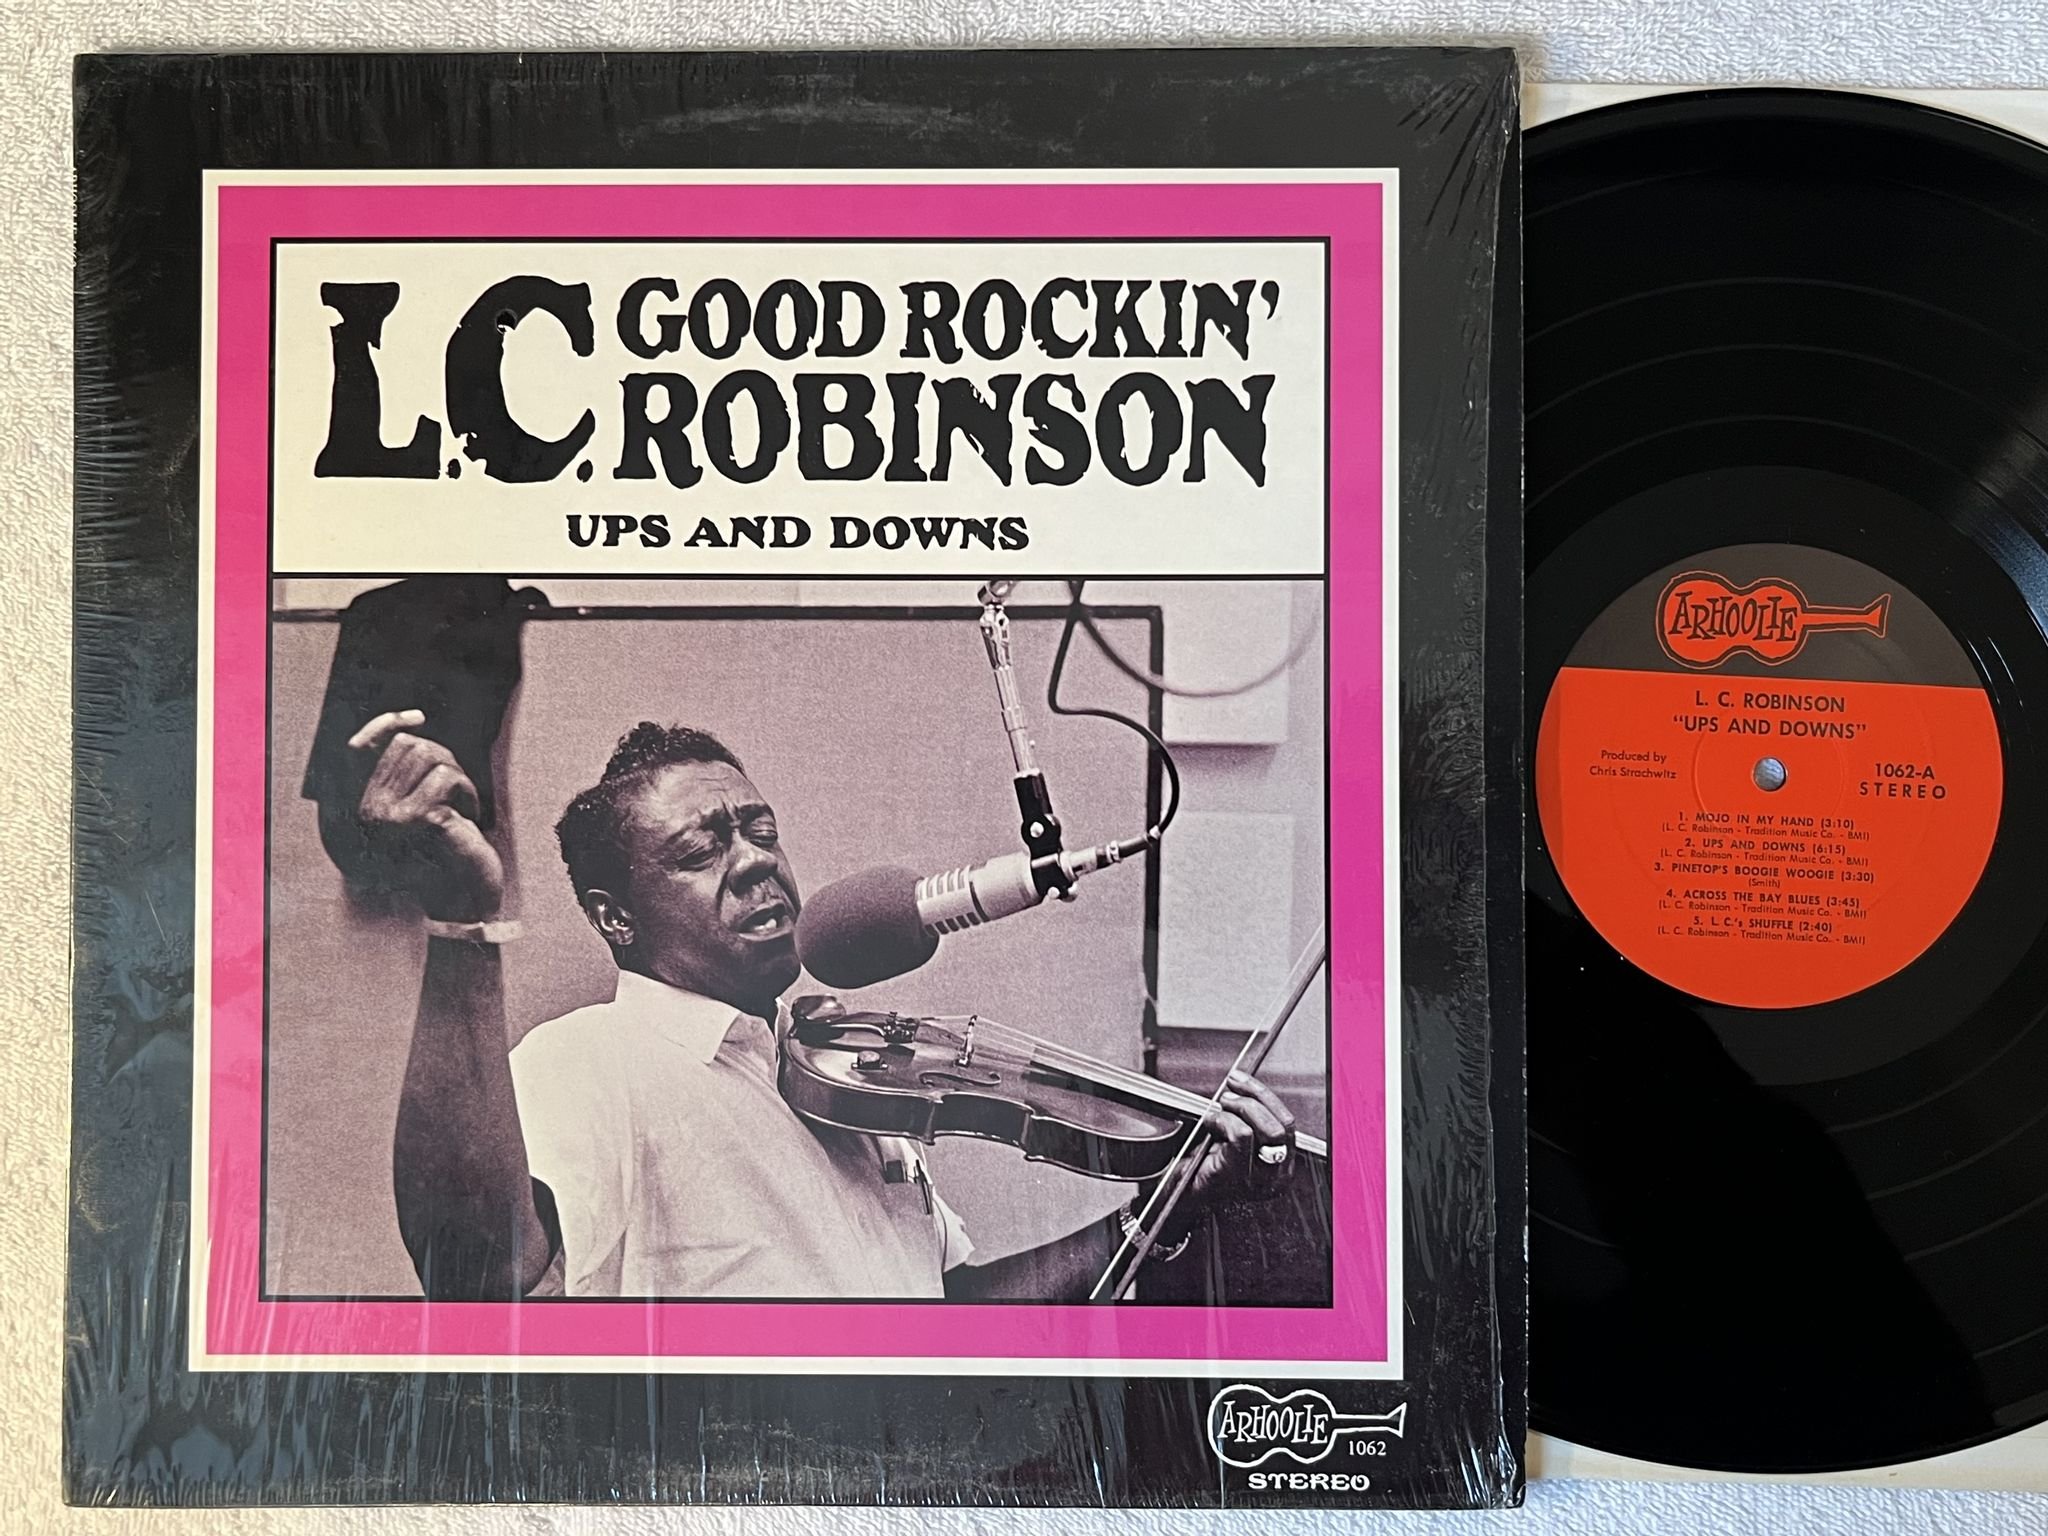 L.C. GOOD ROCKIN'
ROBINSON
UPS AND DOWNS
ARHOOLIE
1062
STEREO
ARHOOLIE
L. C. ROBINSON
"UPS AND DOWNS"
Produced by
Chris Strachwitz
1062-A
STEREO
1. MOJO IN MY HAND (3:10)
(L. C. Robinson - Tradition Music Co. - BMI)
2. UPS AND DOWNS (6:15)
(L. C. Robinson - Tradition Music Co. - BMI)
3. PINETOP'S BOOGIE WOOGIE (3:30)
(Smith)
4. ACROSS THE BAY BLUES (3:45)
(L. C. Robinson - Tradition Music Co. - BMI)
5. L. C.'s SHUFFLE (2:40)
(L. C. Robinson - Tradition Music Co. - BMI)